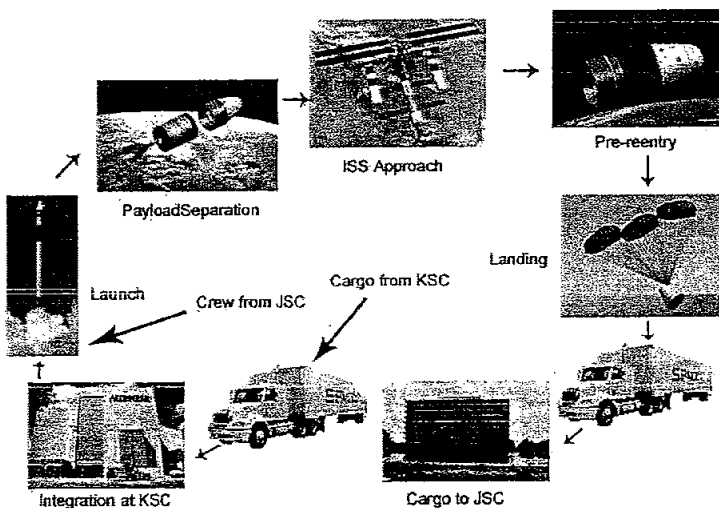 ISS Approach
Pre-reentry
PayloadSeparation
Landing
Launch
Crew from JSC
Cargo from KSC
Integration at KSC
Cargo to JSC